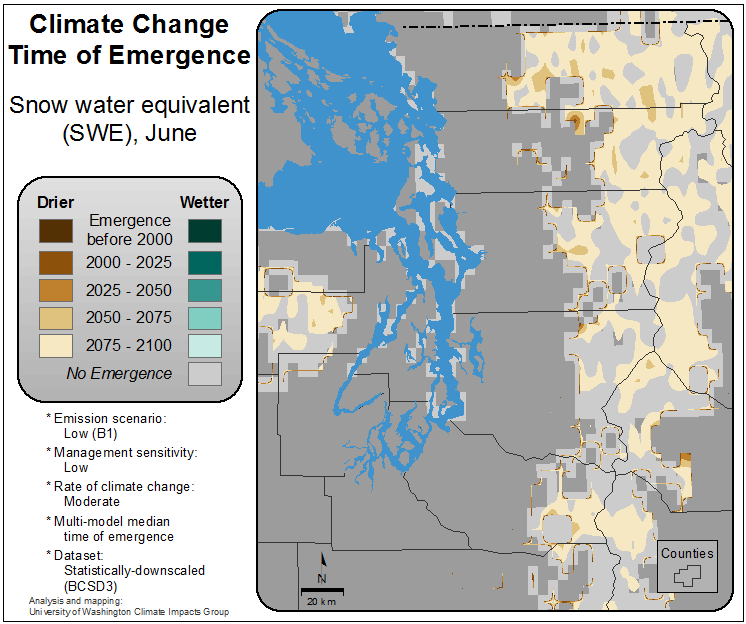 Climate Change
Time of Emergence
Snow water equivalent
(SWE), June
Drier Wetter
Emergence
before 2000
2000 - 2025
2025 - 2050
2050 - 2075
2075 - 2100
No Emergence
* Emission scenario:
Low (B1)
* Management sensitivity:
Low
* Rate of climate change:
Moderate
* Multi-model median
time of emergence
* Dataset:
Statistically-downscaled
(BCSD3)
Analysis and mapping:
University of Washington Climate Impacts Group
N
20 km
Counties